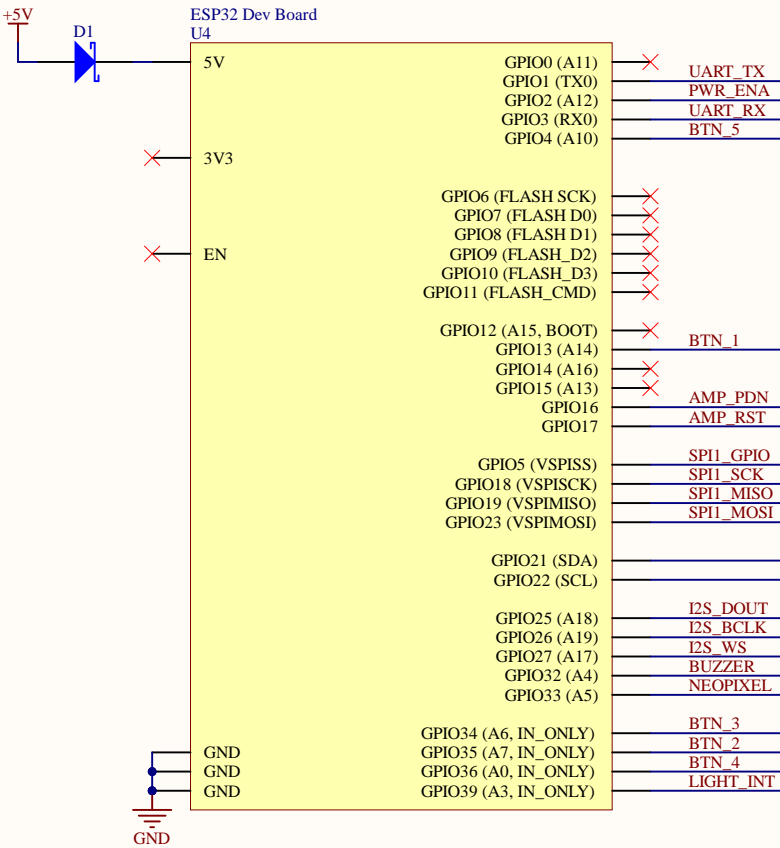 ESP32 Dev Board
+5V
D1
U4
5V
GPIO0 (A11)
GPIO1 (TX0)
UART_TX
GPIO2 (A12)
PWR_ENA
GPIO3 (RX0)
UART_RX
GPIO4 (A10)
BTN_5
3V3
GPIO6 (FLASH SCK)
GPIO7 (FLASH D0)
GPIO8 (FLASH D1)
EN
GPIO9 (FLASH_D2)
GPIO10 (FLASH_D3)
GPIO11 (FLASH_CMD)
GPIO12 (A15, BOOT)
GPIO13 (A14)
BTN_1
GPIO14 (A16)
GPIO15 (A13)
GPIO16
AMP_PDN
GPIO17
AMP_RST
GPIO5 (VSPISS)
SPI1_GPIO
GPIO18 (VSPISCK)
SPI1_SCK
GPIO19 (VSPIMISO)
SPI1_MISO
GPIO23 (VSPIMOSI)
SPI1_MOSI
GPIO21 (SDA)
GPIO22 (SCL)
GPIO25 (A18)
I2S_DOUT
GPIO26 (A19)
I2S_BCLK
GPIO27 (A17)
I2S_WS
GPIO32 (A4)
BUZZER
GPIO33 (A5)
NEOPIXEL
GPIO34 (A6, IN_ONLY)
BTN_3
GND
GPIO35 (A7, IN_ONLY)
BTN_2
GND
GPIO36 (A0, IN_ONLY)
BTN_4
GND
GPIO39 (A3, IN_ONLY)
LIGHT_INT
GND